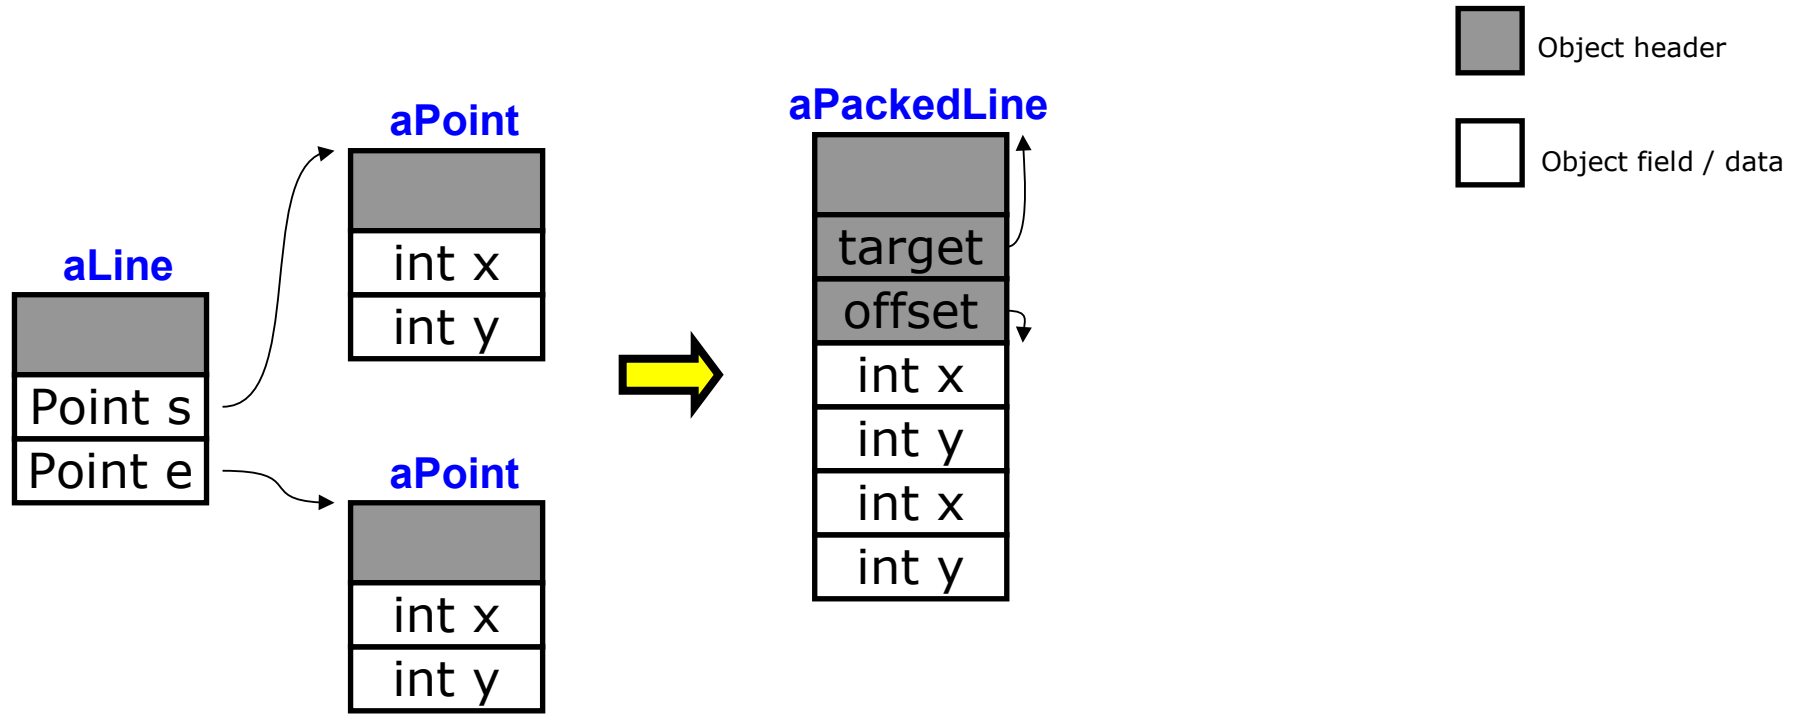 aLine
Point s
Point e
aPoint
int x
int y
aPoint
int x
int y
aPackedLine
target
offset
int x
int y
int x
int y
Object header
Object field / data